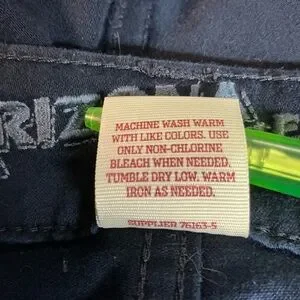 ARIZONA
MACHINE WASH WARM
WITH LIKE COLORS. USE
ONLY NON-CHLORINE
BLEACH WHEN NEEDED,
TUMBLE DRY LOW. WARM
IRON AS NEEDED.
SUPPLIER 76163-5